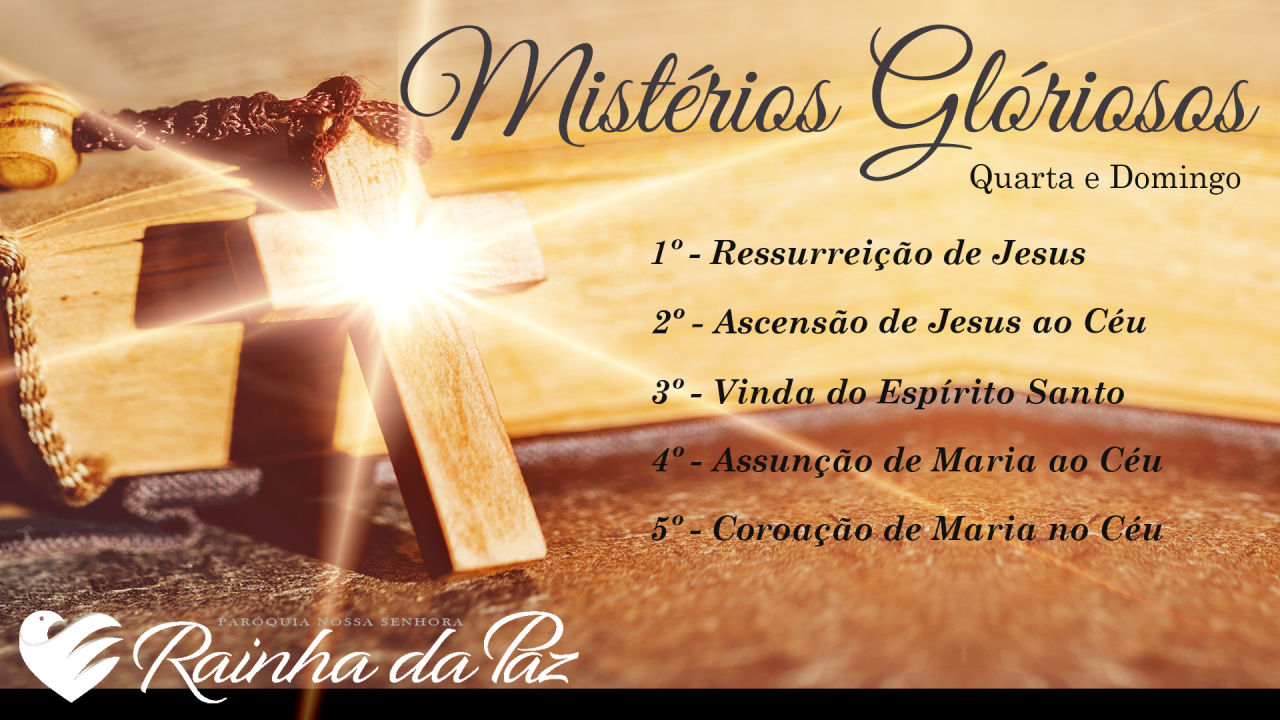 Mistérios Glóriosos
Quarta e Domingo
1º - Ressurreição de Jesus
2º - Ascensão de Jesus ao Céu
3º - Vinda do Espírito Santo
4º - Assunção de Maria ao Céu
5º - Coroação de Maria no Céu
PARÓQUIA NOSSA SENHORA
Rainha da Paz